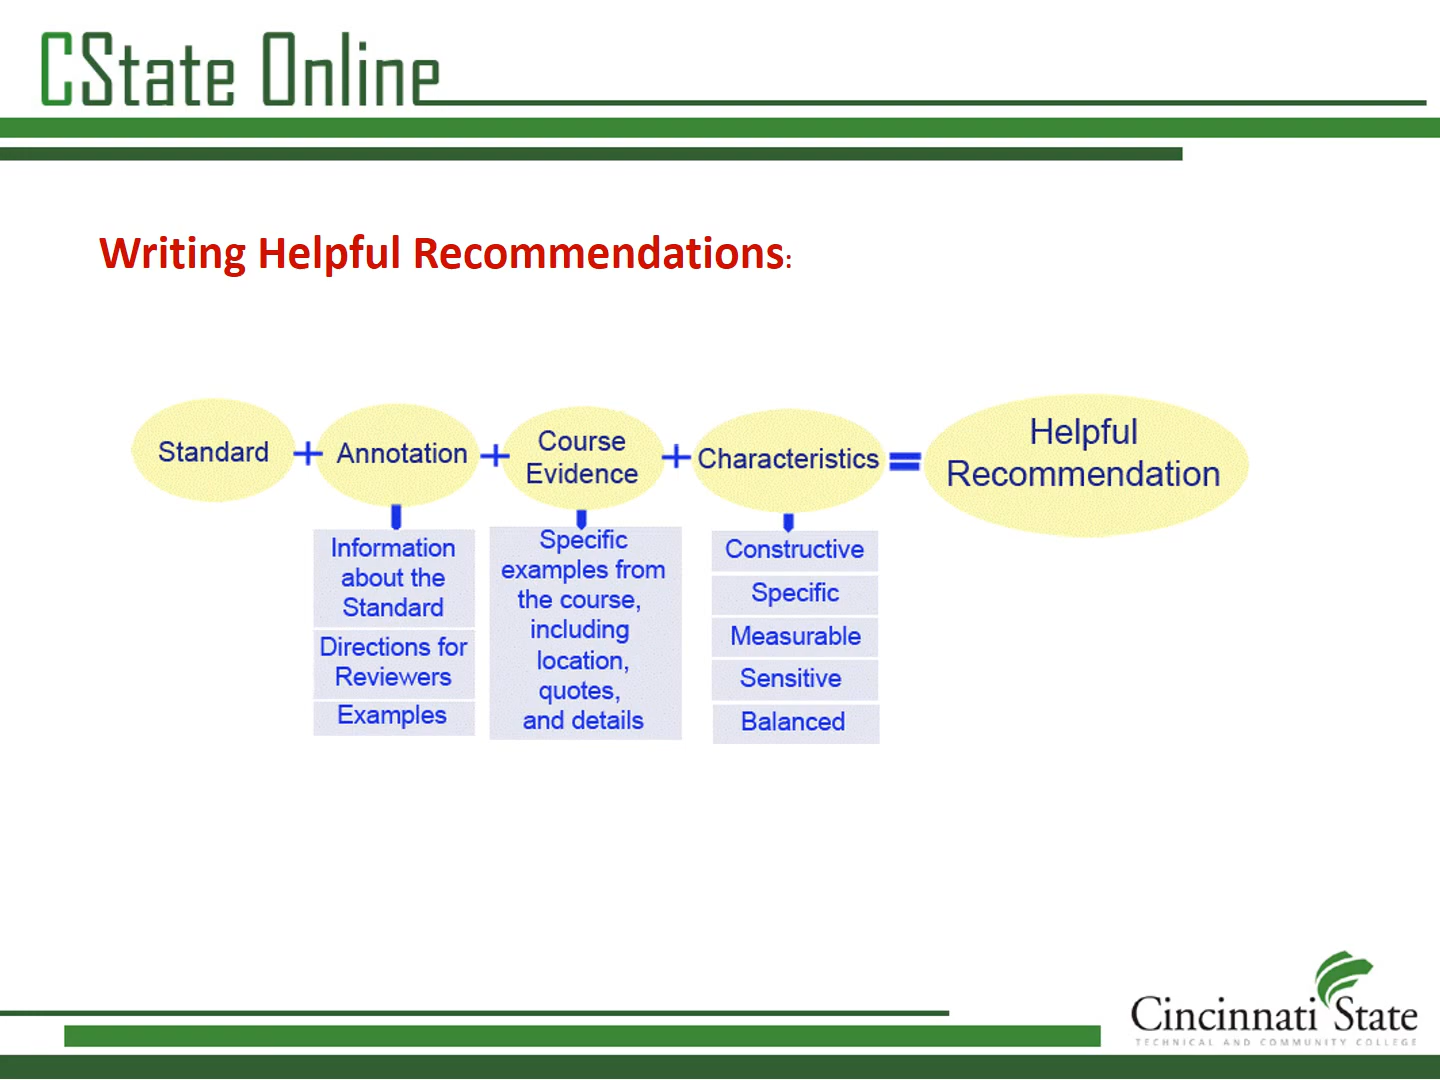 CState Online
Writing Helpful Recommendations:
Standard
+
Annotation
+
Course
Evidence
+
Characteristics
=
Helpful
Recommendation
Information
about the
Standard
Directions for
Reviewers
Examples
Specific
examples from
the course,
including
location,
quotes,
and details
Constructive
Specific
Measurable
Sensitive
Balanced
Cincinnati State
TECHNICAL AND COMMUNITY COLLEGE